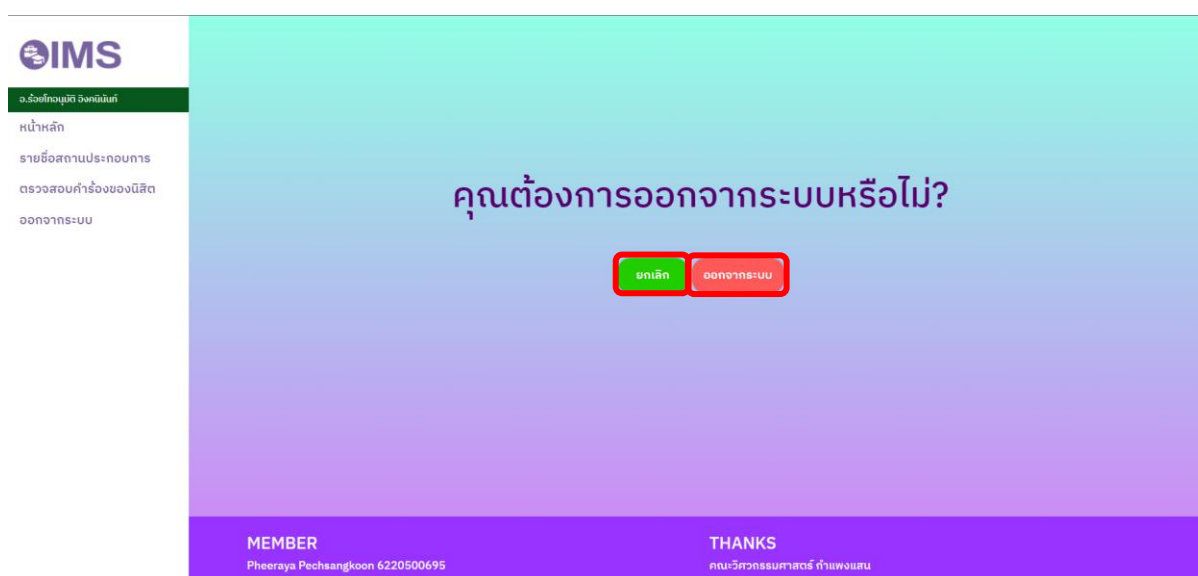 IMS
อ.ร้อยโทอนุมัติ อิงคนินันท์
หน้าหลัก
รายชื่อสถานประกอบการ
ตรวจสอบคำร้องของนิสิต
ออกจากระบบ
คุณต้องการออกจากระบบหรือไม่?
ยกเลิก
ออกจากระบบ
MEMBER
Pheeraya Pechsangkoon 6220500695
THANKS
คณะวิศวกรรมศาสตร์ กำแพงแสน